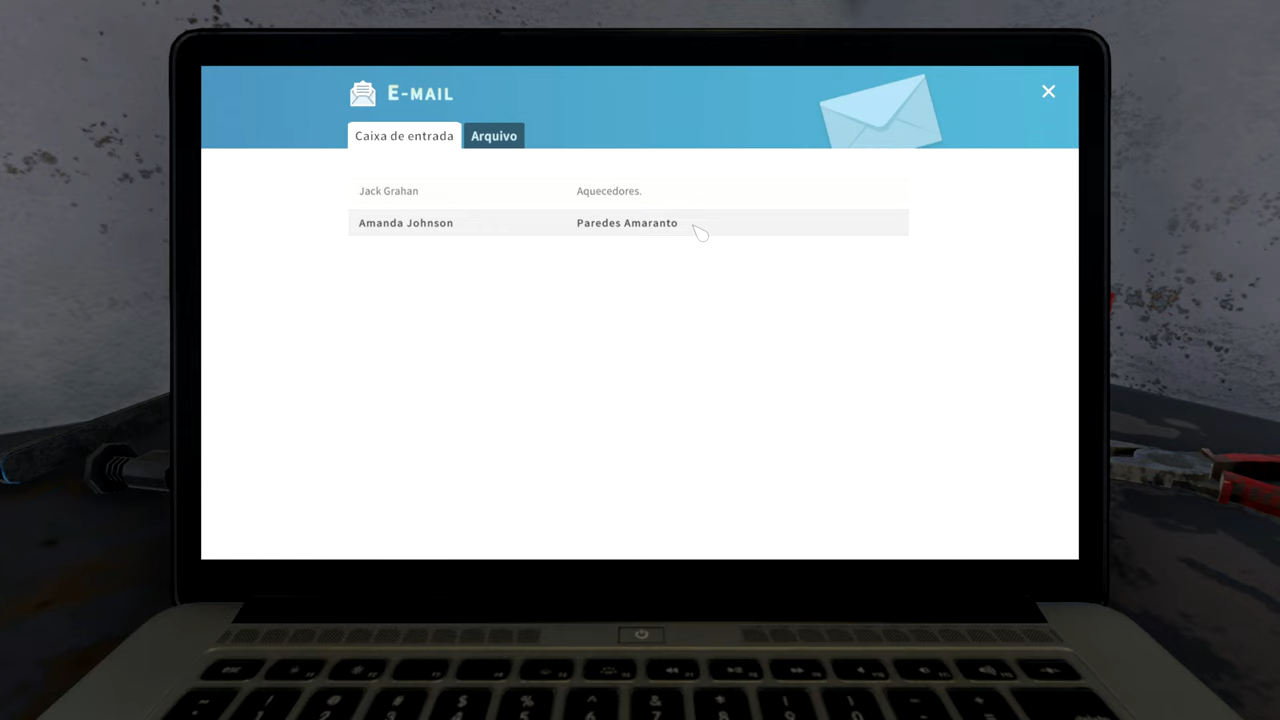 E-MAIL
Caixa de entrada
Arquivo
Jack Grahan Aquecedores.
Amanda Johnson Paredes Amaranto